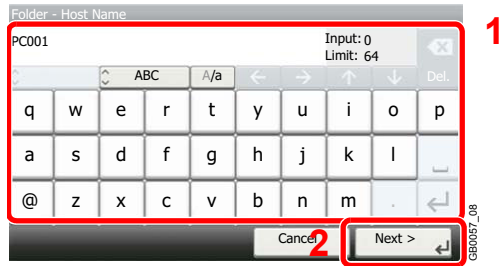 Folder - Host Name
1
PC001
Input: 0
Limit: 64
ABC
A/a
Del.
q w e r t y u i o p
a s d f g h j k l
@ z x c v b n m .
2
Cancel
Next >
GB0057_08